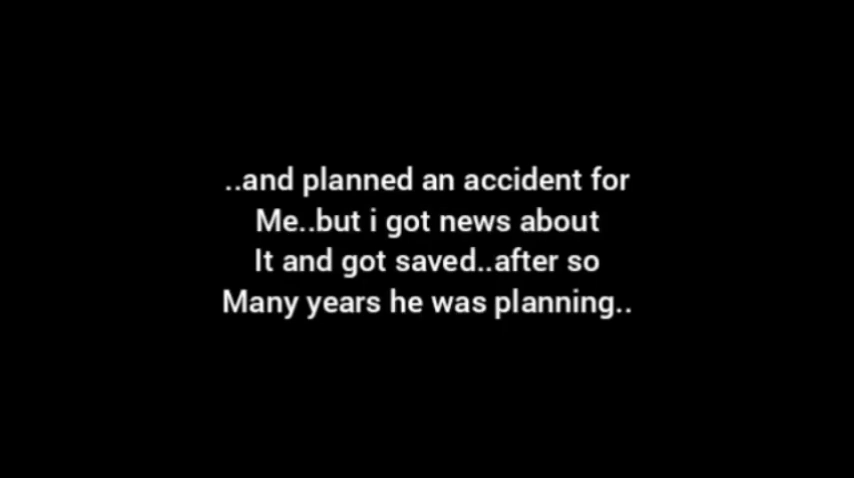 ..and planned an accident for
Me..but i got news about
It and got saved..after so
Many years he was planning..